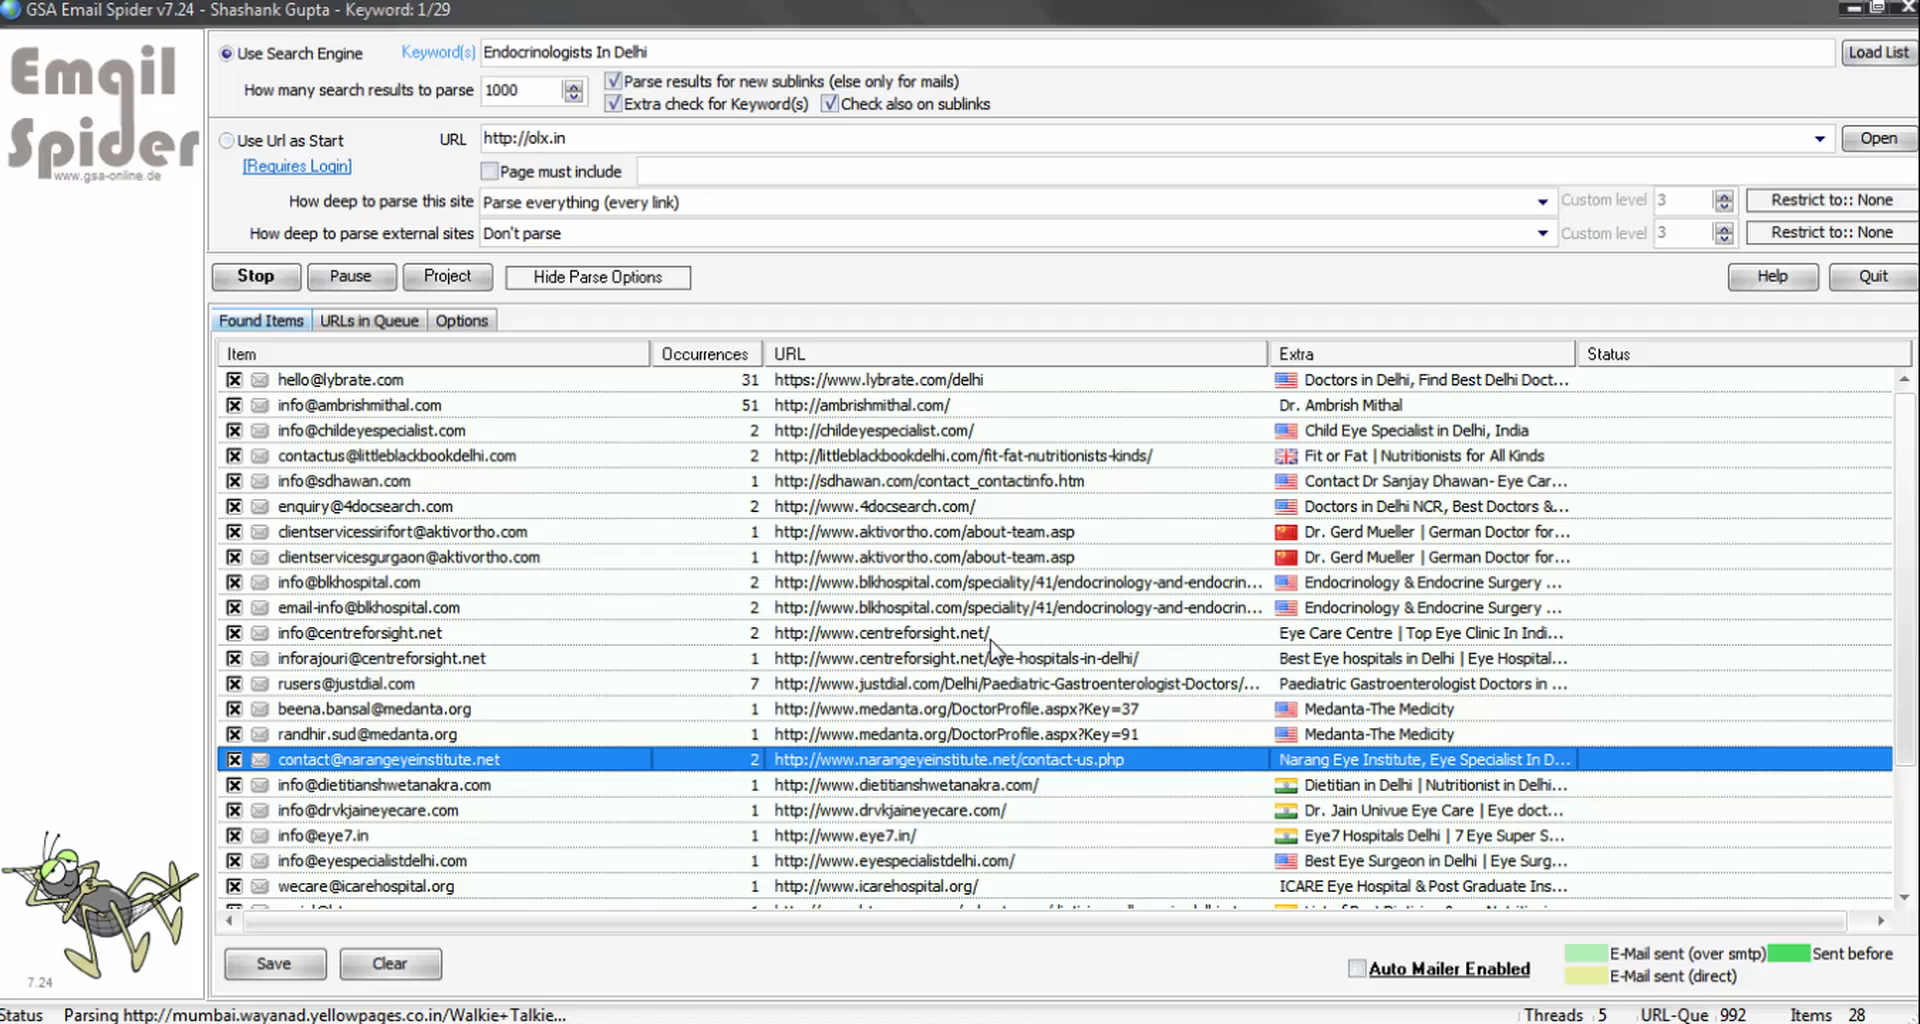 GSA Email Spider v7.24 - Shashank Gupta - Keyword: 1/29
Email
Spider
www.gsa-online.de
Use Search Engine Keyword(s) Endocrinologists In Delhi Load List
How many search results to parse 1000 Parse results for new sublinks (else only for mails)
Extra check for Keyword(s) Check also on sublinks
Use Url as Start URL http://olx.in Open
[Requires Login] Page must include
How deep to parse this site Parse everything (every link) Custom level 3 Restrict to:: None
How deep to parse external sites Don't parse Custom level 3 Restrict to:: None
Stop Pause Project Hide Parse Options Help Quit
Found Items URLs in Queue Options
Item Occurrences URL Extra Status
hello@lybrate.com 31 https://www.lybrate.com/delhi Doctors in Delhi, Find Best Delhi Doct...
info@ambrishmithal.com 51 http://ambrishmithal.com/ Dr. Ambrish Mithal
info@childeyespecialist.com 2 http://childeyespecialist.com/ Child Eye Specialist in Delhi, India
contactus@littleblackbookdelhi.com 2 http://littleblackbookdelhi.com/fit-fat-nutritionists-kinds/ Fit or Fat | Nutritionists for All Kinds
info@sdhawan.com 1 http://sdhawan.com/contact_contactinfo.htm Contact Dr Sanjay Dhawan- Eye Car...
enquiry@4docsearch.com 2 http://www.4docsearch.com/ Doctors in Delhi NCR, Best Doctors &...
clientservicessirifort@aktivortho.com 1 http://www.aktivortho.com/about-team.asp Dr. Gerd Mueller | German Doctor for...
clientservicesgurgaon@aktivortho.com 1 http://www.aktivortho.com/about-team.asp Dr. Gerd Mueller | German Doctor for...
info@blkhospital.com 2 http://www.blkhospital.com/speciality/41/endocrinology-and-endocrin... Endocrinology & Endocrine Surgery ...
email-info@blkhospital.com 2 http://www.blkhospital.com/speciality/41/endocrinology-and-endocrin... Endocrinology & Endocrine Surgery ...
info@centreforsight.net 2 http://www.centreforsight.net/ Eye Care Centre | Top Eye Clinic In Indi...
inforajouri@centreforsight.net 1 http://www.centreforsight.net/eye-hospitals-in-delhi/ Best Eye hospitals in Delhi | Eye Hospital...
rusers@justdial.com 7 http://www.justdial.com/Delhi/Paediatric-Gastroenterologist-Doctors/... Paediatric Gastroenterologist Doctors in ...
beena.bansal@medanta.org 1 http://www.medanta.org/DoctorProfile.aspx?Key=37 Medanta-The Medicity
randhir.sud@medanta.org 1 http://www.medanta.org/DoctorProfile.aspx?Key=91 Medanta-The Medicity
contact@narangeyeinstitute.net 2 http://www.narangeyeinstitute.net/contact-us.php Narang Eye Institute, Eye Specialist In D...
info@dietitianshwetanakra.com 1 http://www.dietitianshwetanakra.com/ Dietitian in Delhi | Nutritionist in Delhi...
info@drvkjaineyecare.com 1 http://www.drvkjaineyecare.com/ Dr. Jain Univue Eye Care | Eye doct...
info@eye7.in 1 http://www.eye7.in/ Eye7 Hospitals Delhi | 7 Eye Super S...
info@eyespecialistdelhi.com 1 http://www.eyespecialistdelhi.com/ Best Eye Surgeon in Delhi | Eye Surg...
wecare@icarehospital.org 1 http://www.icarehospital.org/ ICARE Eye Hospital & Post Graduate Ins...
Save Clear Auto Mailer Enabled E-Mail sent (over smtp) Sent before
E-Mail sent (direct)
7.24
Status Parsing http://mumbai.wayanad.yellowpages.co.in/Walkie+Talkie... Threads 5 URL-Que 992 Items 28